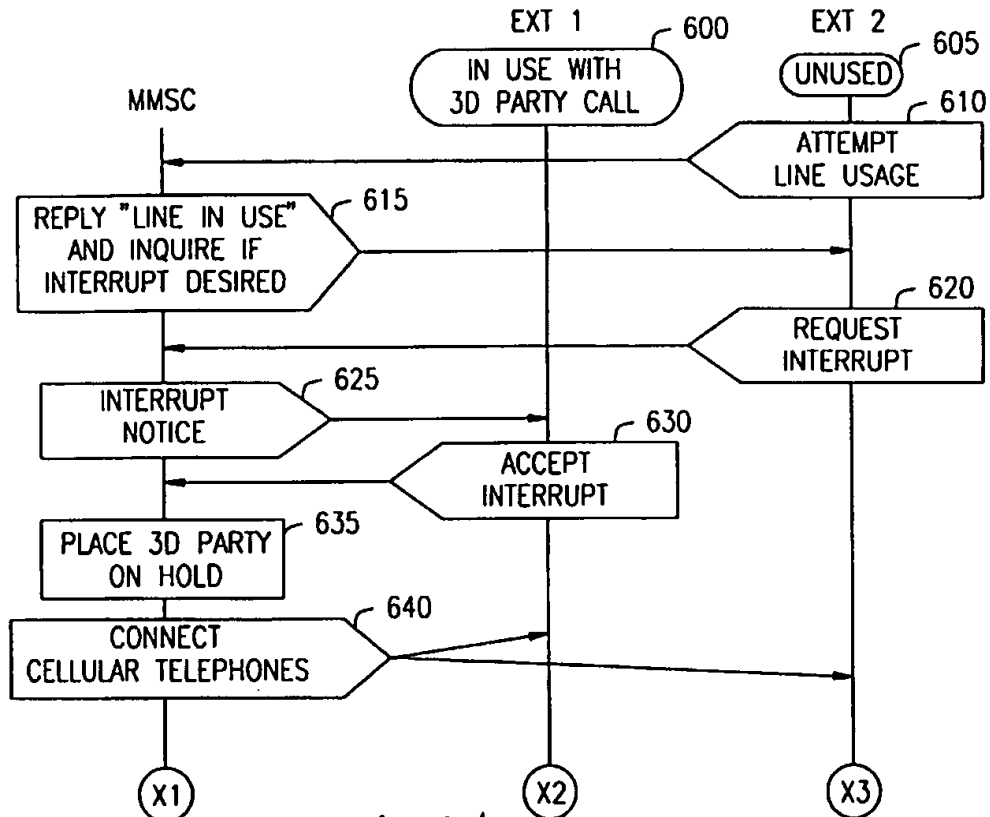 EXT 1
EXT 2
600
605
IN USE WITH
3D PARTY CALL
UNUSED
MMSC
610
ATTEMPT
LINE USAGE
615
REPLY "LINE IN USE"
AND INQUIRE IF
INTERRUPT DESIRED
620
REQUEST
INTERRUPT
625
INTERRUPT
NOTICE
630
ACCEPT
INTERRUPT
635
PLACE 3D PARTY
ON HOLD
640
CONNECT
CELLULAR TELEPHONES
X1
X2
X3